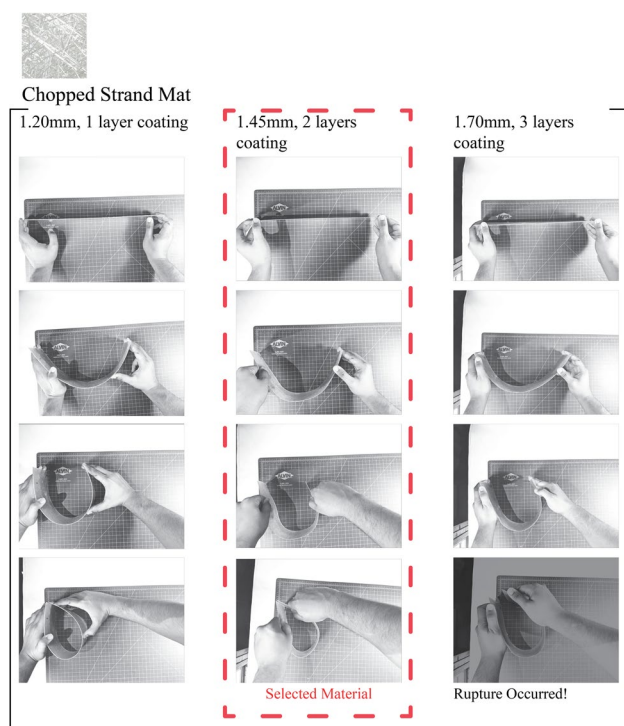 Chopped Strand Mat
1.20mm, 1 layer coating
1.45mm, 2 layers
coating
1.70mm, 3 layers
coating
Selected Material
Rupture Occurred!